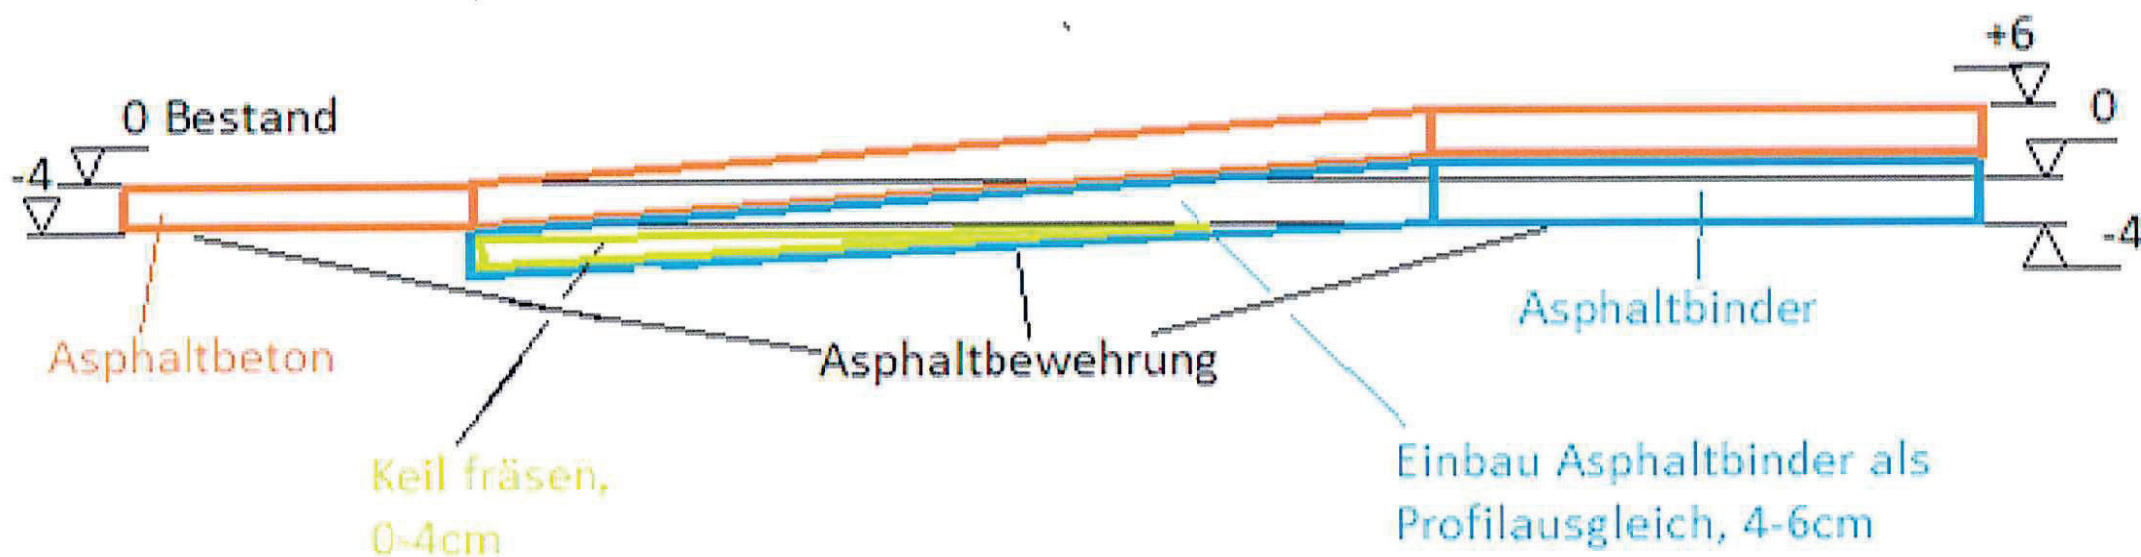 +6
0 Bestand
0
-4
-4
Asphaltbinder
Asphaltbeton
Asphaltbewehrung
Keil fräsen,
0-4cm
Einbau Asphaltbinder als
Profilausgleich, 4-6cm